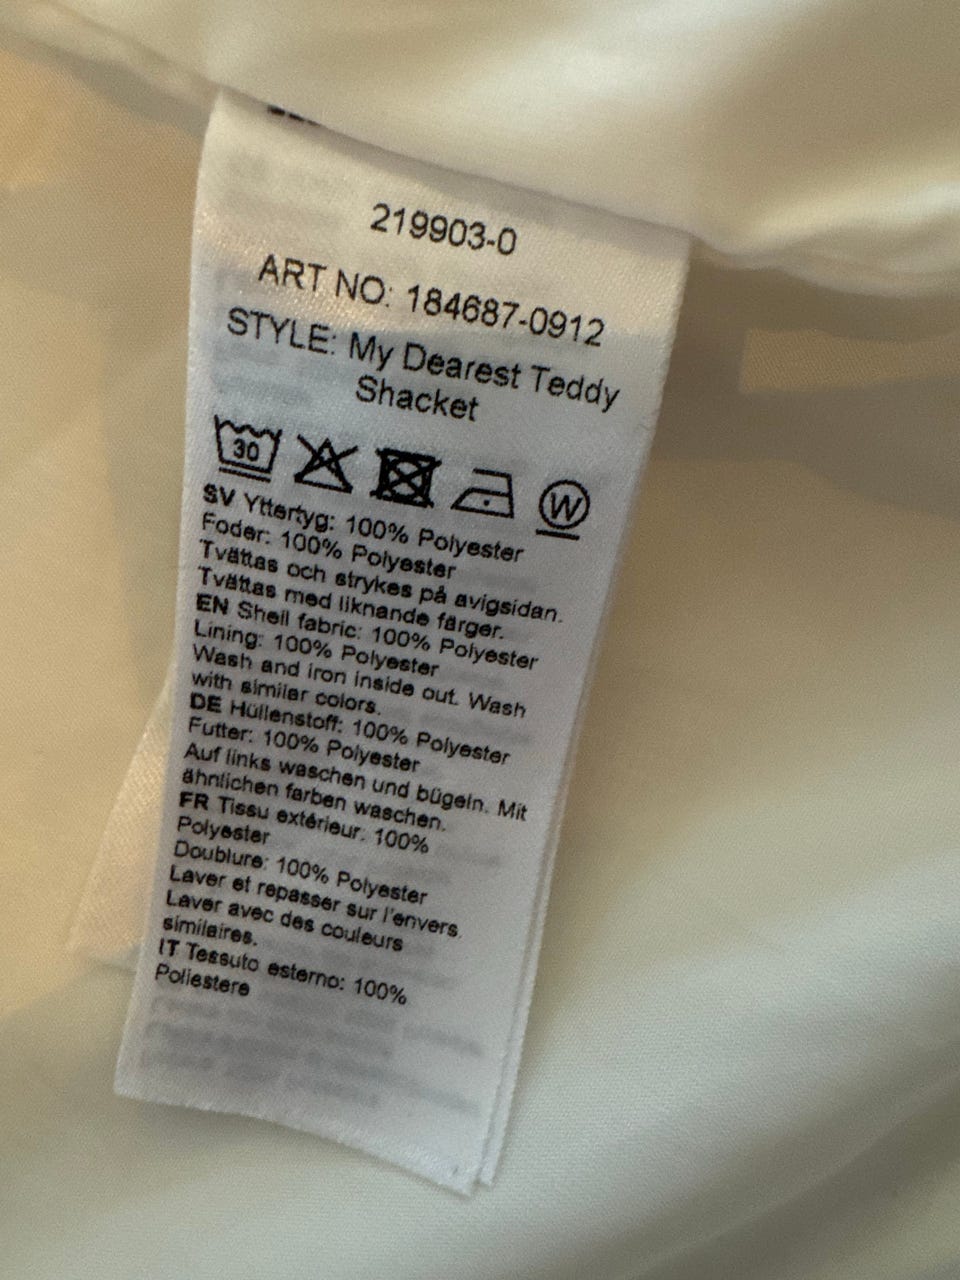 219903-0
ART NO: 184687-0912
STYLE: My Dearest Teddy
Shacket
30
W
SV Yttertyg: 100% Polyester
Foder: 100% Polyester
Tvättas och strykes på avigsidan.
Tvättas med liknande färger.
EN Shell fabric: 100% Polyester
Lining: 100% Polyester
Wash and iron inside out. Wash
with similar colors.
DE Hüllenstoff: 100% Polyester
Futter: 100% Polyester
Auf links waschen und bügeln. Mit
ähnlichen farben waschen.
FR Tissu extérieur: 100%
Polyester
Doublure: 100% Polyester
Laver et repasser sur l'envers.
Laver avec des couleurs
similaires.
IT Tessuto esterno: 100%
Poliestere